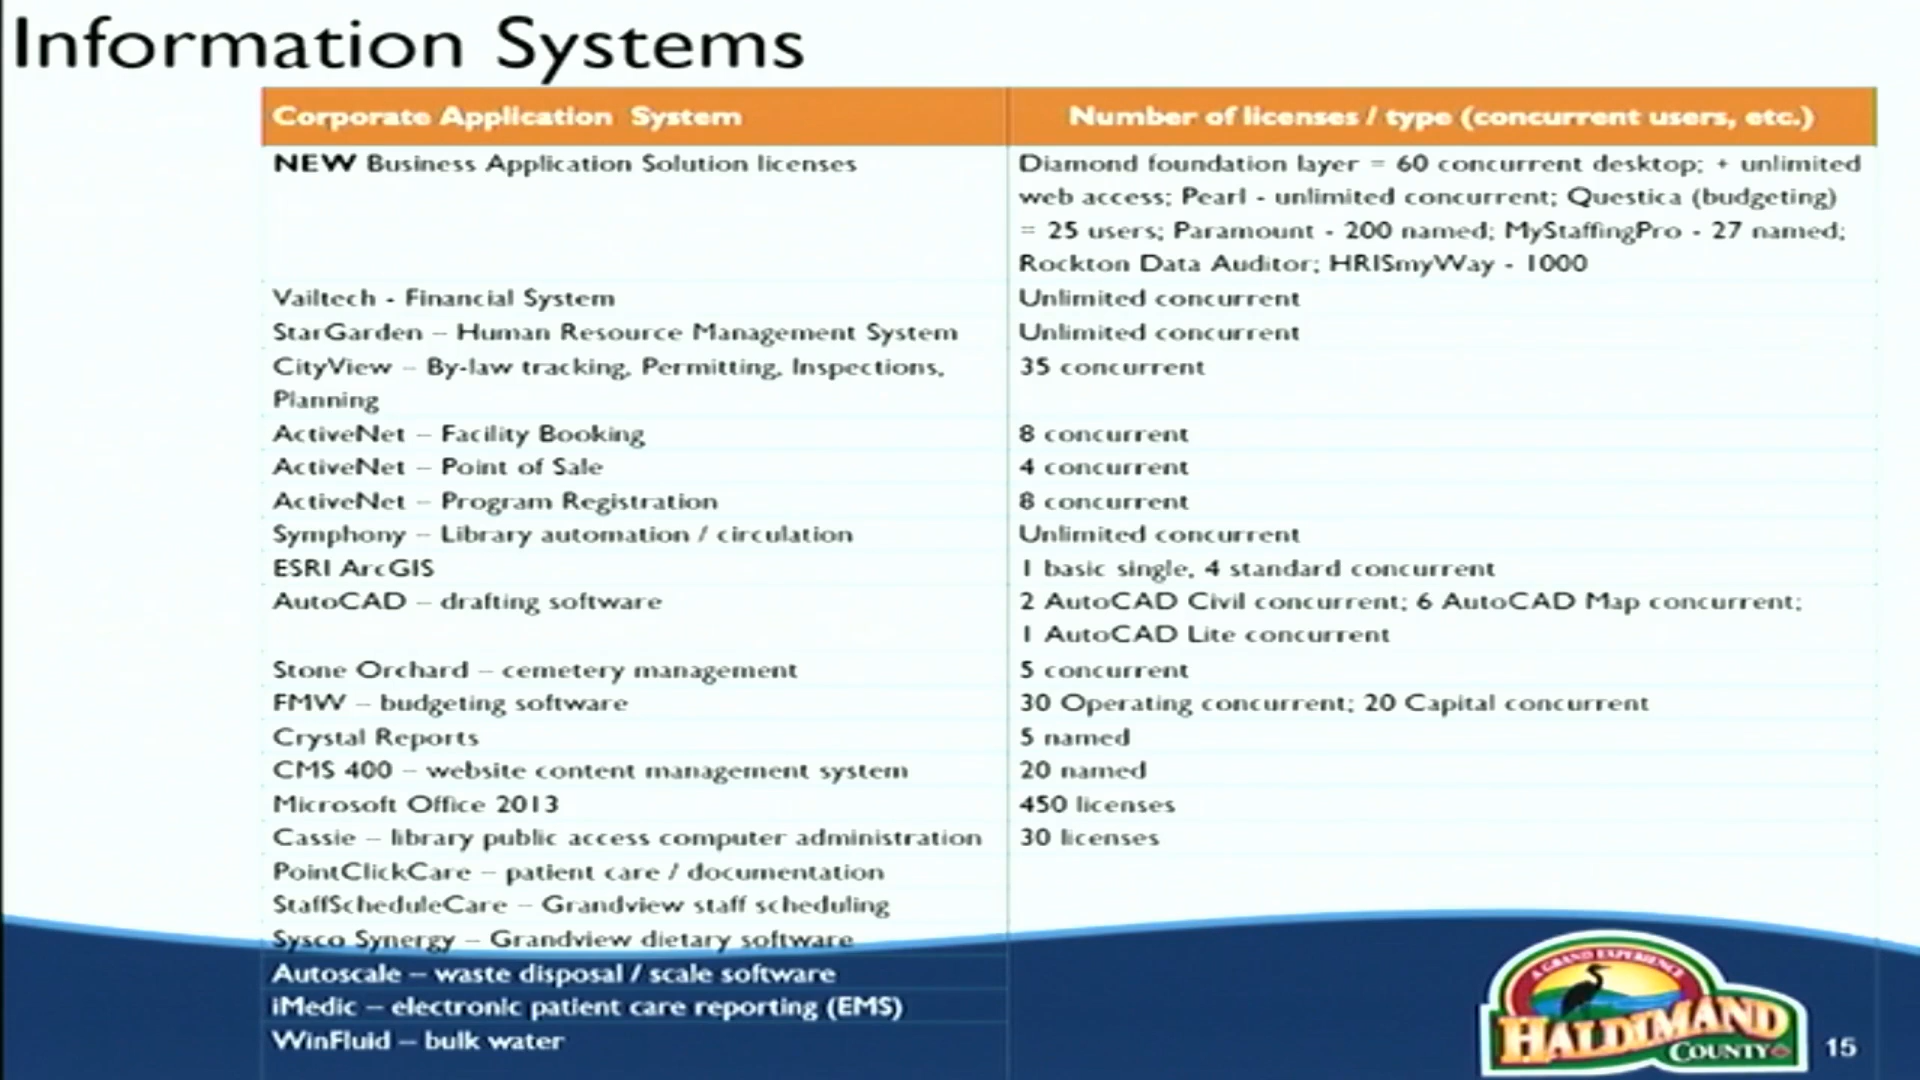 Information Systems
Corporate Application System
Number of licenses / type (concurrent users, etc.)
NEW Business Application Solution licenses
Diamond foundation layer = 60 concurrent desktop; + unlimited
web access; Pearl - unlimited concurrent; Questica (budgeting)
= 25 users; Paramount - 200 named; MyStaffingPro - 27 named;
Rockton Data Auditor; HRISmyWay - 1000
Vailtech - Financial System
Unlimited concurrent
StarGarden – Human Resource Management System
Unlimited concurrent
CityView – By-law tracking, Permitting, Inspections,
Planning
35 concurrent
ActiveNet – Facility Booking
8 concurrent
ActiveNet – Point of Sale
4 concurrent
ActiveNet – Program Registration
8 concurrent
Symphony – Library automation / circulation
Unlimited concurrent
ESRI ArcGIS
1 basic single, 4 standard concurrent
AutoCAD – drafting software
2 AutoCAD Civil concurrent; 6 AutoCAD Map concurrent;
1 AutoCAD Lite concurrent
Stone Orchard – cemetery management
5 concurrent
FMW – budgeting software
30 Operating concurrent; 20 Capital concurrent
Crystal Reports
5 named
CMS 400 – website content management system
20 named
Microsoft Office 2013
450 licenses
Cassie – library public access computer administration
30 licenses
PointClickCare – patient care / documentation
StaffScheduleCare – Grandview staff scheduling
Sysco Synergy – Grandview dietary software
Autoscale – waste disposal / scale software
iMedic – electronic patient care reporting (EMS)
WinFluid – bulk water
A GRAND EXPERIENCE
HALDIMAND
COUNTY
15